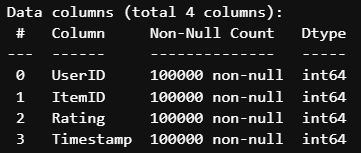 Data columns (total 4 columns):
 #   Column     Non-Null Count   Dtype
---  ------     --------------   -----
 0   UserID     100000 non-null  int64
 1   ItemID     100000 non-null  int64
 2   Rating     100000 non-null  int64
 3   Timestamp  100000 non-null  int64